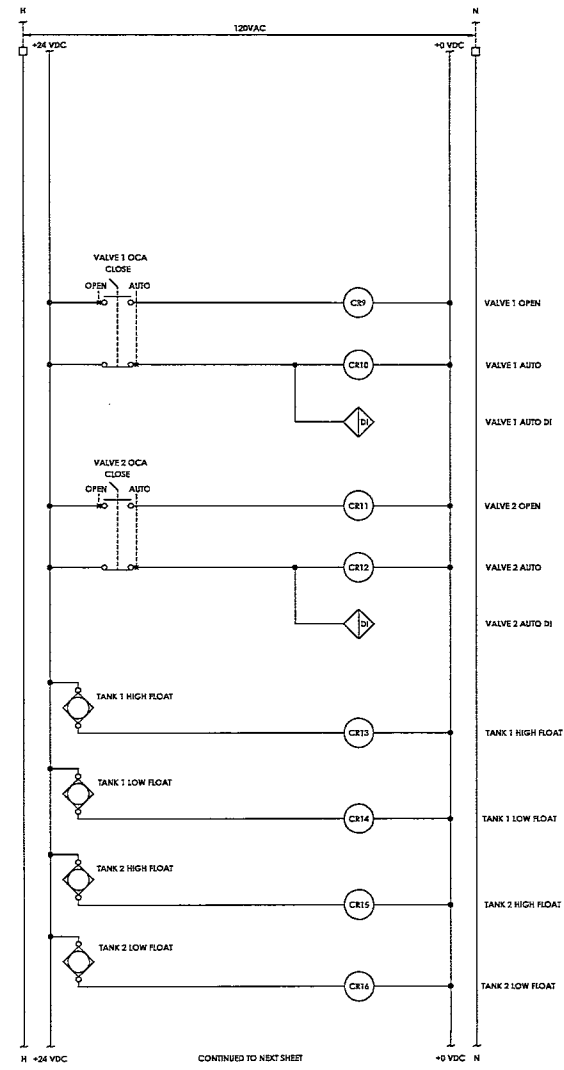 H N
120VAC
+24 VDC +0 VDC
VALVE 1 OCA
CLOSE
OPEN AUTO
CR9 VALVE 1 OPEN
CR10 VALVE 1 AUTO
DI VALVE 1 AUTO DI
VALVE 2 OCA
CLOSE
OPEN AUTO
CR11 VALVE 2 OPEN
CR12 VALVE 2 AUTO
DI VALVE 2 AUTO DI
TANK 1 HIGH FLOAT
CR13 TANK 1 HIGH FLOAT
TANK 1 LOW FLOAT
CR14 TANK 1 LOW FLOAT
TANK 2 HIGH FLOAT
CR15 TANK 2 HIGH FLOAT
TANK 2 LOW FLOAT
CR16 TANK 2 LOW FLOAT
H +24 VDC CONTINUED TO NEXT SHEET +0 VDC N